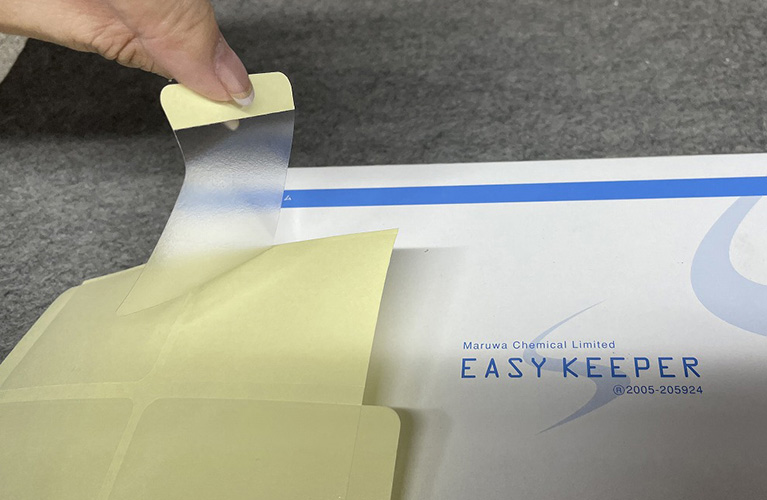 Maruwa Chemical Limited
EASY KEEPER
®2005-205924